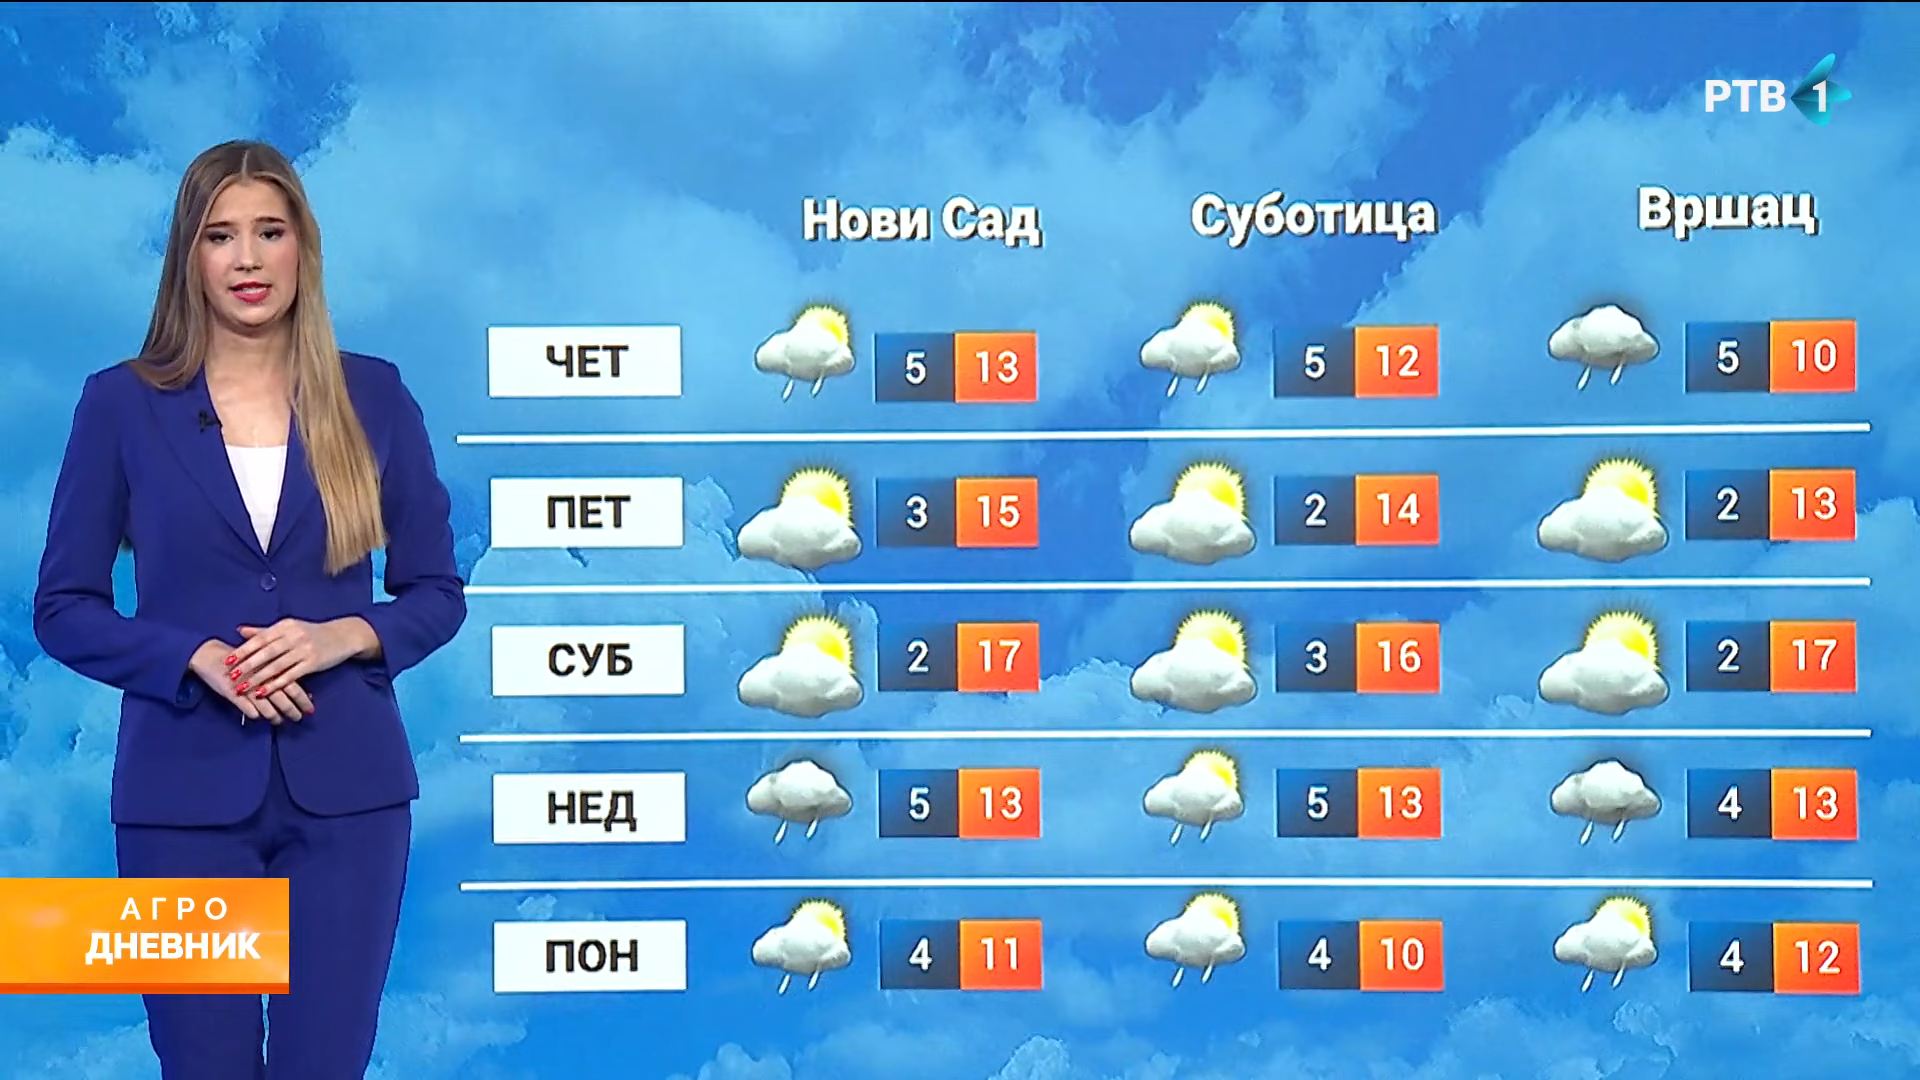 РТВ 1
Нови Сад Суботица Вршац
ЧЕТ 5 13 5 12 5 10
ПЕТ 3 15 2 14 2 13
СУБ 2 17 3 16 2 17
НЕД 5 13 5 13 4 13
ПОН 4 11 4 10 4 12
АГРО
ДНЕВНИК